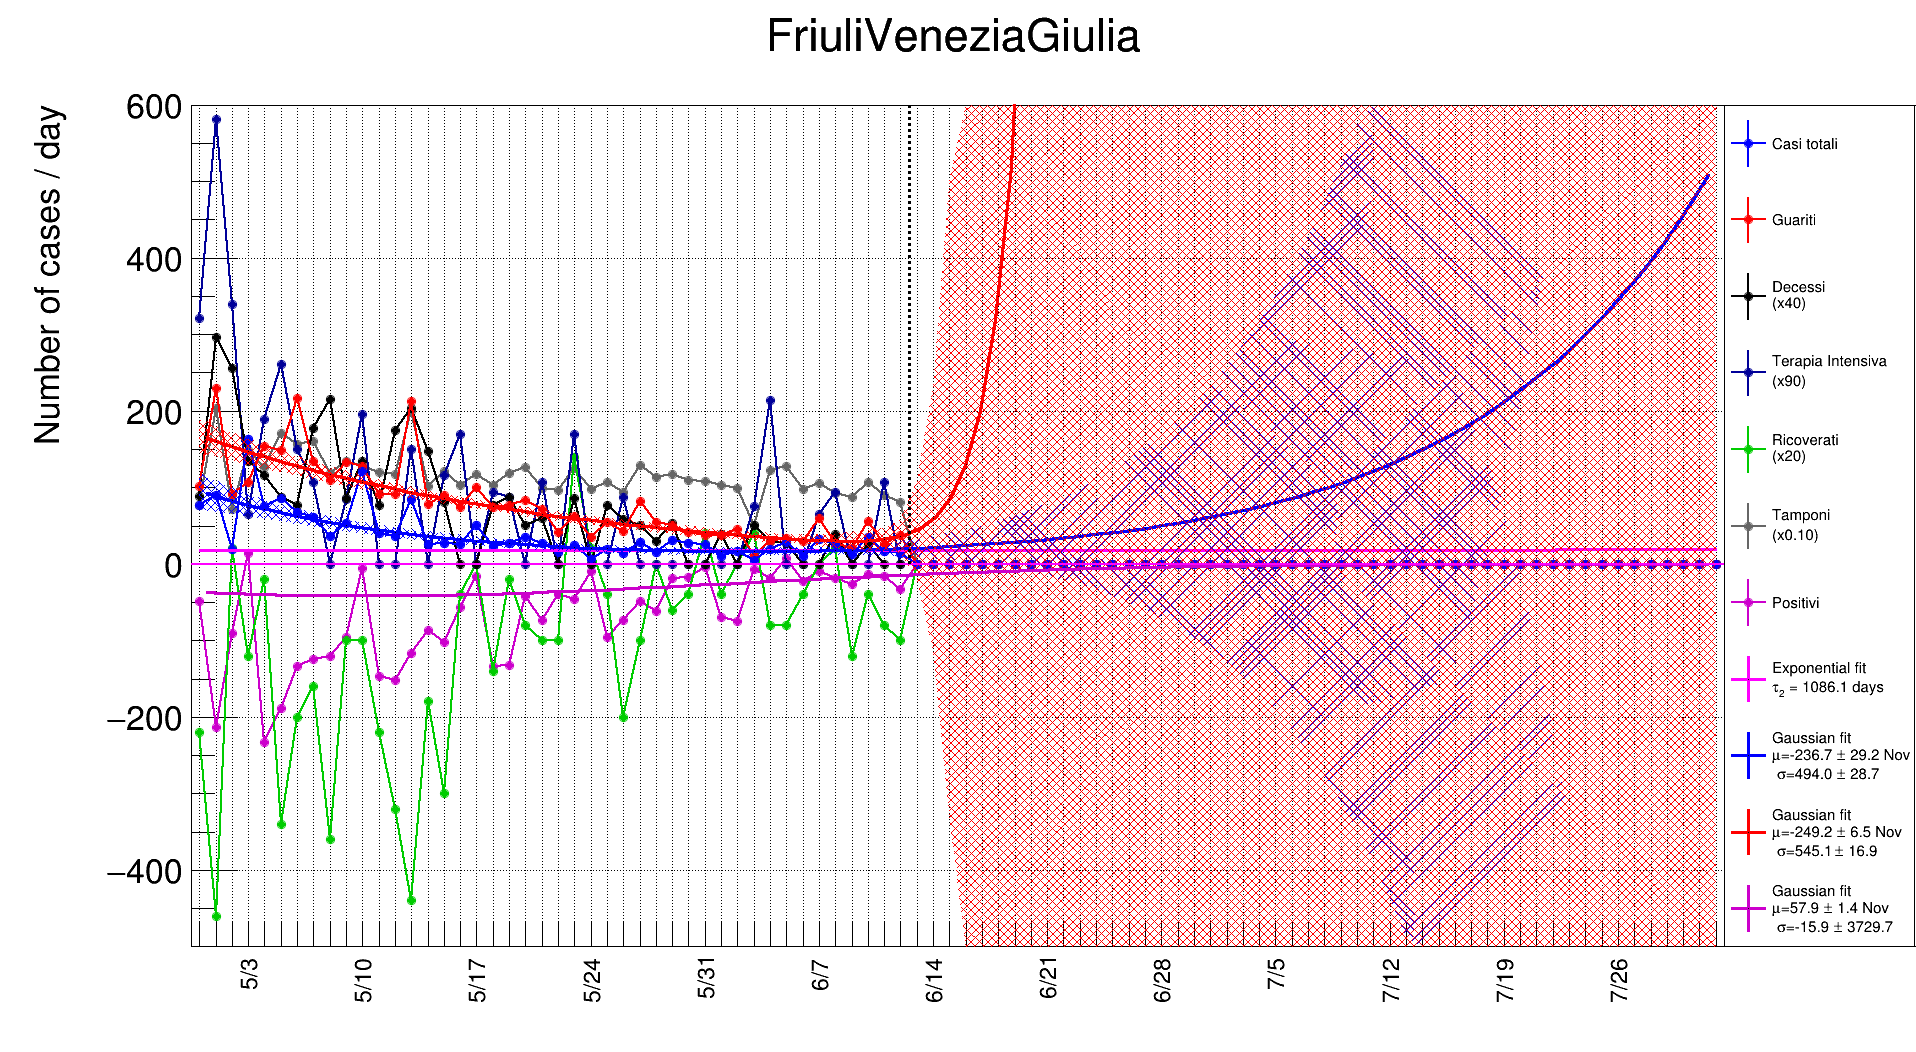 FriuliVeneziaGiulia
Number of cases / day
600
400
200
0
−200
−400
5/3
5/10
5/17
5/24
5/31
6/7
6/14
6/21
6/28
7/5
7/12
7/19
7/26
Casi totali
Guariti
Decessi
(x40)
Terapia Intensiva
(x90)
Ricoverati
(x20)
Tamponi
(x0.10)
Positivi
Exponential fit
τ2 = 1086.1 days
Gaussian fit
μ=-236.7 ± 29.2 Nov
σ=494.0 ± 28.7
Gaussian fit
μ=-249.2 ± 6.5 Nov
σ=545.1 ± 16.9
Gaussian fit
μ=57.9 ± 1.4 Nov
σ=-15.9 ± 3729.7